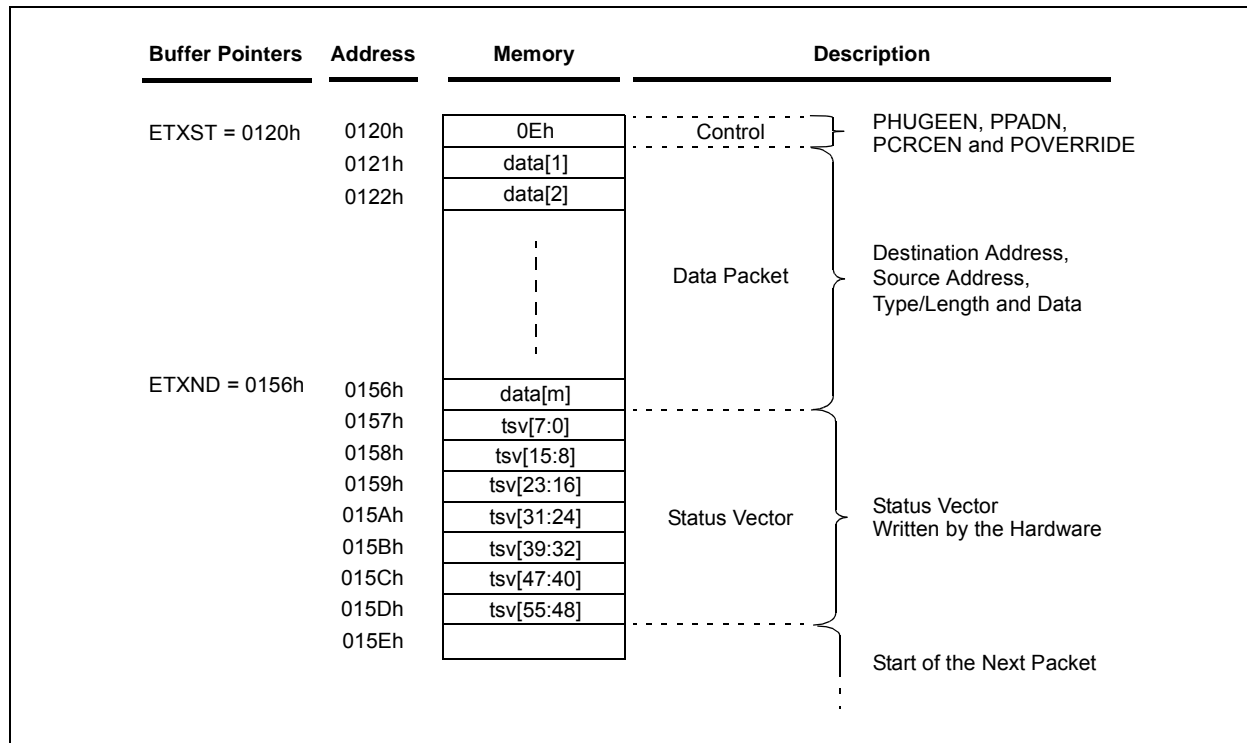 Buffer Pointers Address Memory Description
ETXST = 0120h 0120h 0Eh Control PHUGEEN, PPADN,
PCRCEN and POVERRIDE
0121h data[1]
0122h data[2]
Data Packet Destination Address,
Source Address,
Type/Length and Data
ETXND = 0156h 0156h data[m]
0157h tsv[7:0]
0158h tsv[15:8]
0159h tsv[23:16]
015Ah tsv[31:24] Status Vector Status Vector
Written by the Hardware
015Bh tsv[39:32]
015Ch tsv[47:40]
015Dh tsv[55:48]
015Eh
Start of the Next Packet